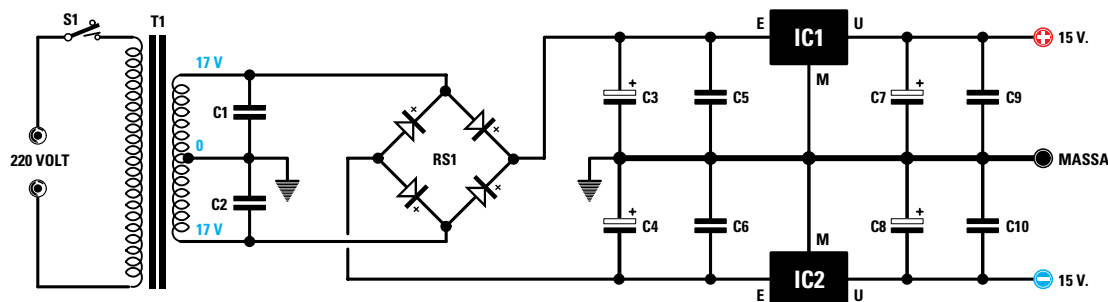 S1
T1
220 VOLT
17 V
0
17 V
C1
C2
RS1
C3
C4
C5
C6
E
IC1
U
M
M
E
IC2
U
+
C7
+
C8
C9
C10
+
+
+ 15 V.
MASSA
- 15 V.